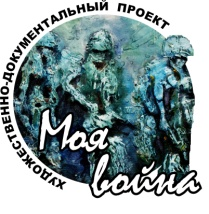 ХУДОЖЕСТВЕННО-ДОКУМЕНТАЛЬНЫЙ ПРОЕКТ
Моя
война